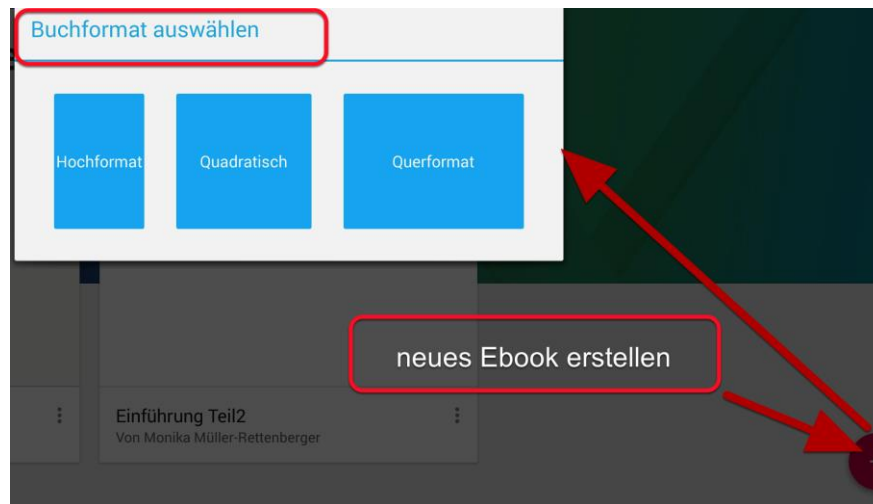 Buchformat auswählen
Hochformat
Quadratisch
Querformat
neues Ebook erstellen
Einführung Teil2
Von Monika Müller-Rettenberger